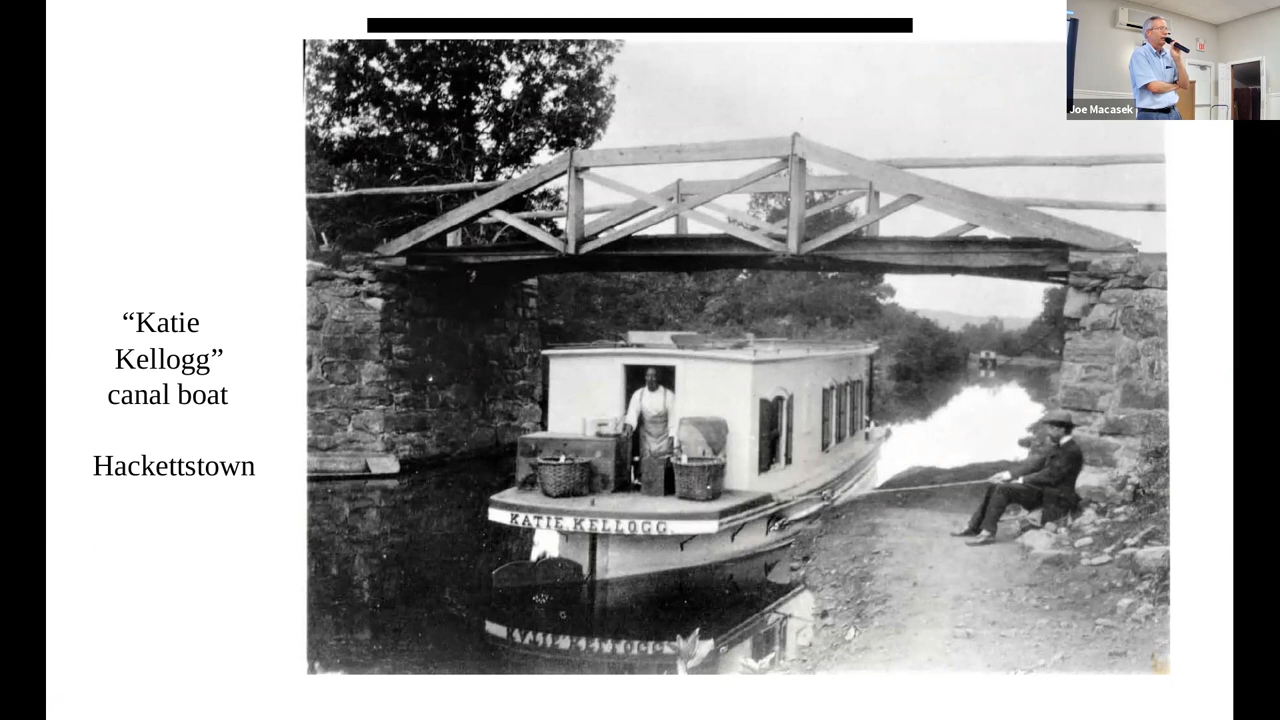 Joe Macasek
“Katie
Kellogg”
canal boat
Hackettstown
KATIE KELLOGG